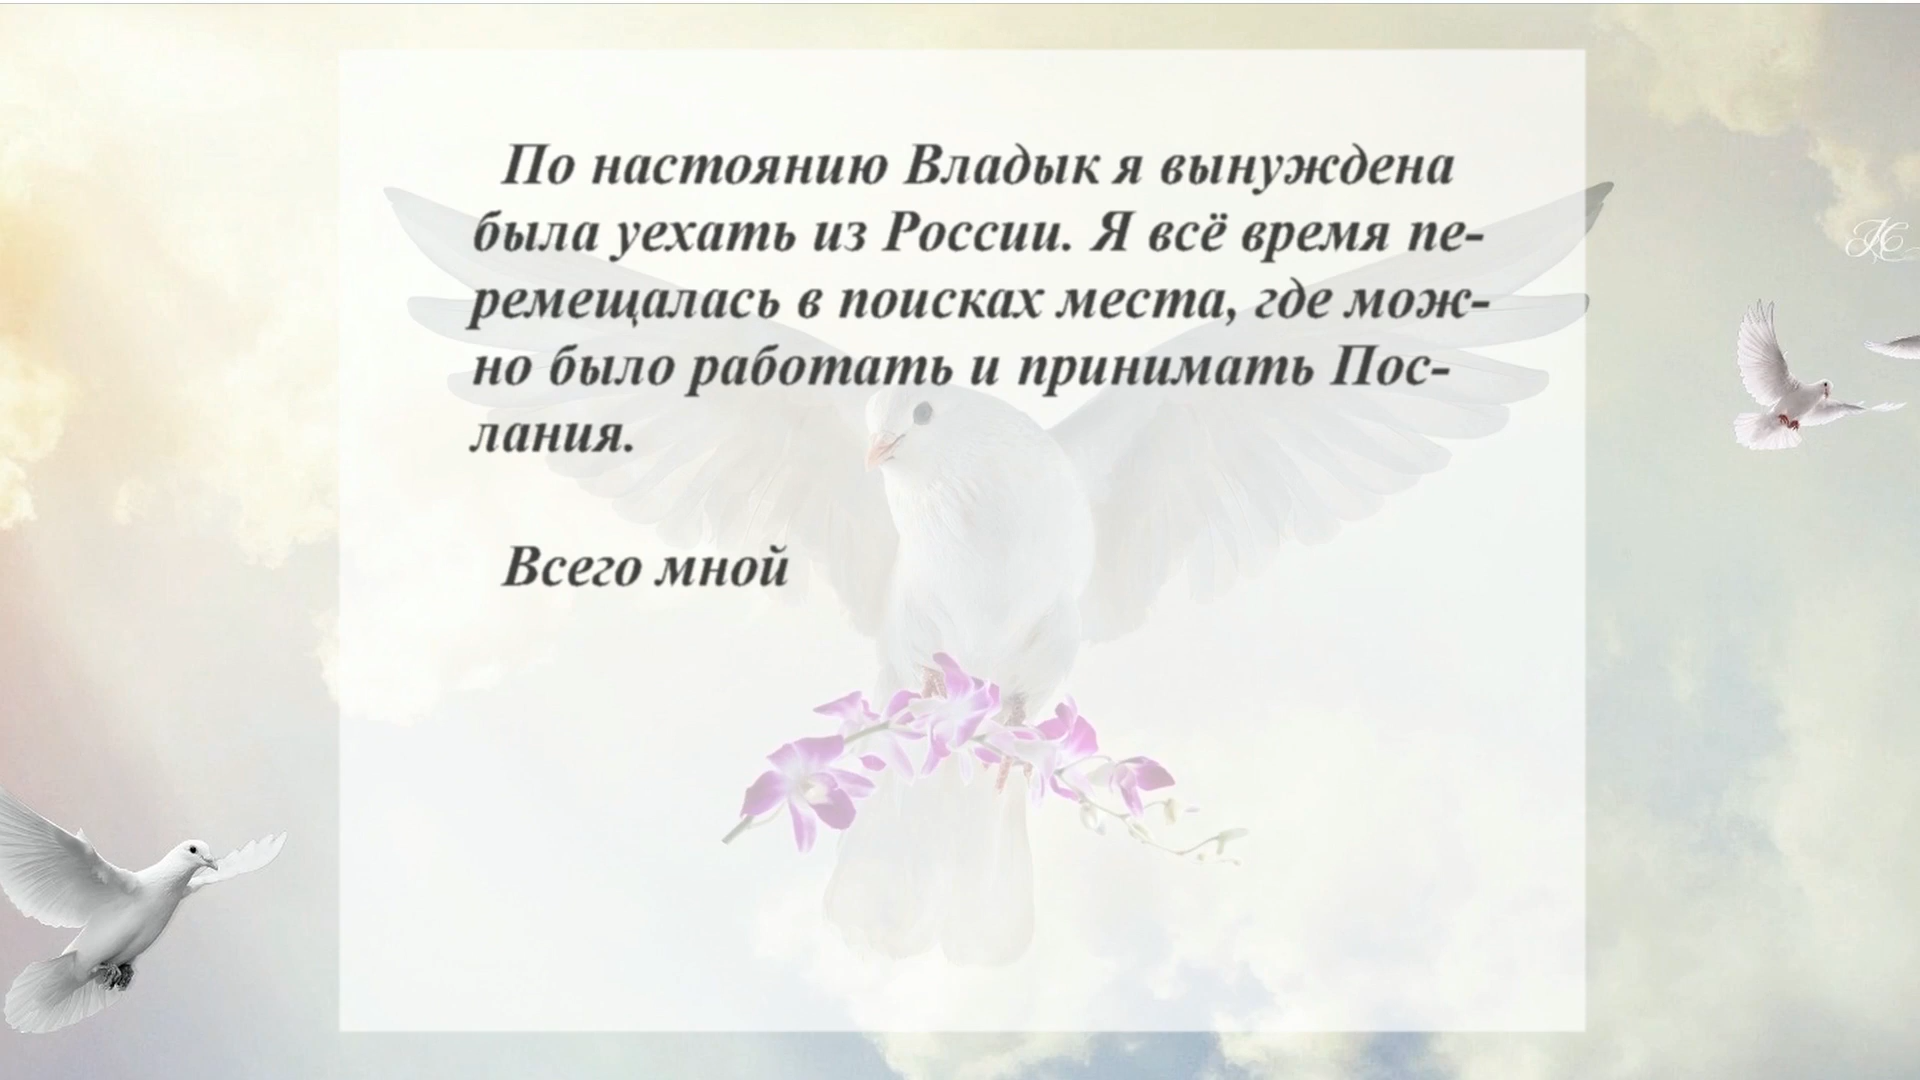 По настоянию Владык я вынуждена
была уехать из России. Я всё время пе-
ремещалась в поисках места, где мож-
но было работать и принимать Пос-
лания.
Всего мной